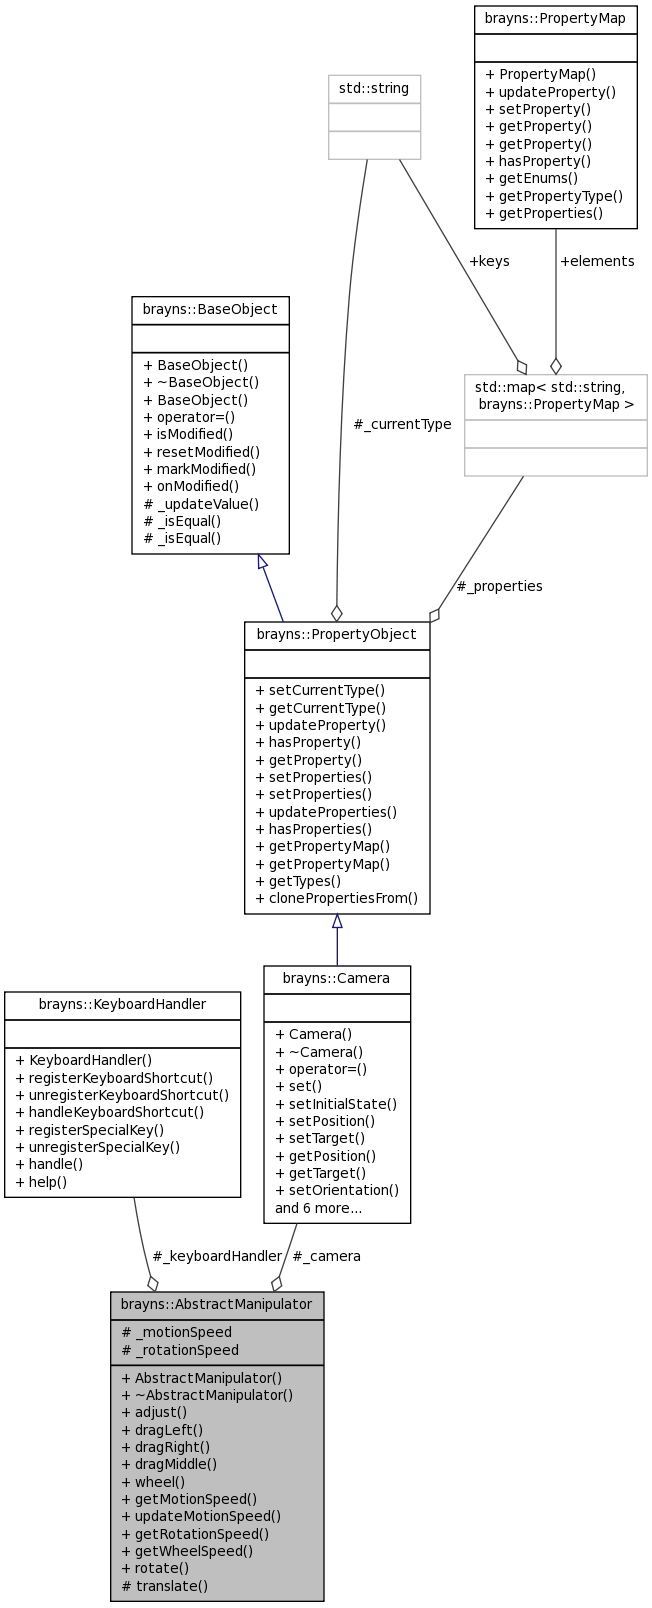 brayns::PropertyMap
+ PropertyMap()
+ updateProperty()
+ setProperty()
+ getProperty()
+ getProperty()
+ hasProperty()
+ getEnums()
+ getPropertyType()
+ getProperties()
std::string
+keys
+elements
brayns::BaseObject
+ BaseObject()
+ ~BaseObject()
+ BaseObject()
+ operator=()
+ isModified()
+ resetModified()
+ markModified()
+ onModified()
# _updateValue()
# _isEqual()
# _isEqual()
std::map< std::string,
brayns::PropertyMap >
#_currentType
#_properties
brayns::PropertyObject
+ setCurrentType()
+ getCurrentType()
+ updateProperty()
+ hasProperty()
+ getProperty()
+ setProperties()
+ setProperties()
+ updateProperties()
+ hasProperties()
+ getPropertyMap()
+ getPropertyMap()
+ getTypes()
+ clonePropertiesFrom()
brayns::KeyboardHandler
+ KeyboardHandler()
+ registerKeyboardShortcut()
+ unregisterKeyboardShortcut()
+ handleKeyboardShortcut()
+ registerSpecialKey()
+ unregisterSpecialKey()
+ handle()
+ help()
brayns::Camera
+ Camera()
+ ~Camera()
+ operator=()
+ set()
+ setInitialState()
+ setPosition()
+ setTarget()
+ getPosition()
+ getTarget()
+ setOrientation()
and 6 more...
#_keyboardHandler
#_camera
brayns::AbstractManipulator
# _motionSpeed
# _rotationSpeed
+ AbstractManipulator()
+ ~AbstractManipulator()
+ adjust()
+ dragLeft()
+ dragRight()
+ dragMiddle()
+ wheel()
+ getMotionSpeed()
+ updateMotionSpeed()
+ getRotationSpeed()
+ getWheelSpeed()
+ rotate()
# translate()